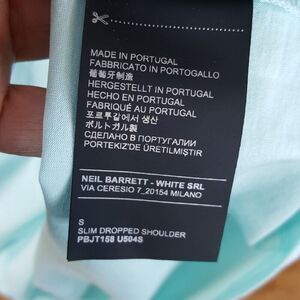 MADE IN PORTUGAL
FABBRICATO IN PORTOGALLO
葡萄牙制造
HERGESTELLT IN PORTUGAL
HECHO EN PORTUGAL
FABRIQUÉ AU PORTUGAL
포르투갈에서 생산
ポルトガル製
СДЕЛАНО В ПОРТУГАЛИИ
PORTEKIZ'DE ÜRETILMIŞTIR
NEIL BARRETT - WHITE SRL
VIA CERESIO 7_20154 MILANO
S
SLIM DROPPED SHOULDER
PBJT158 U504S